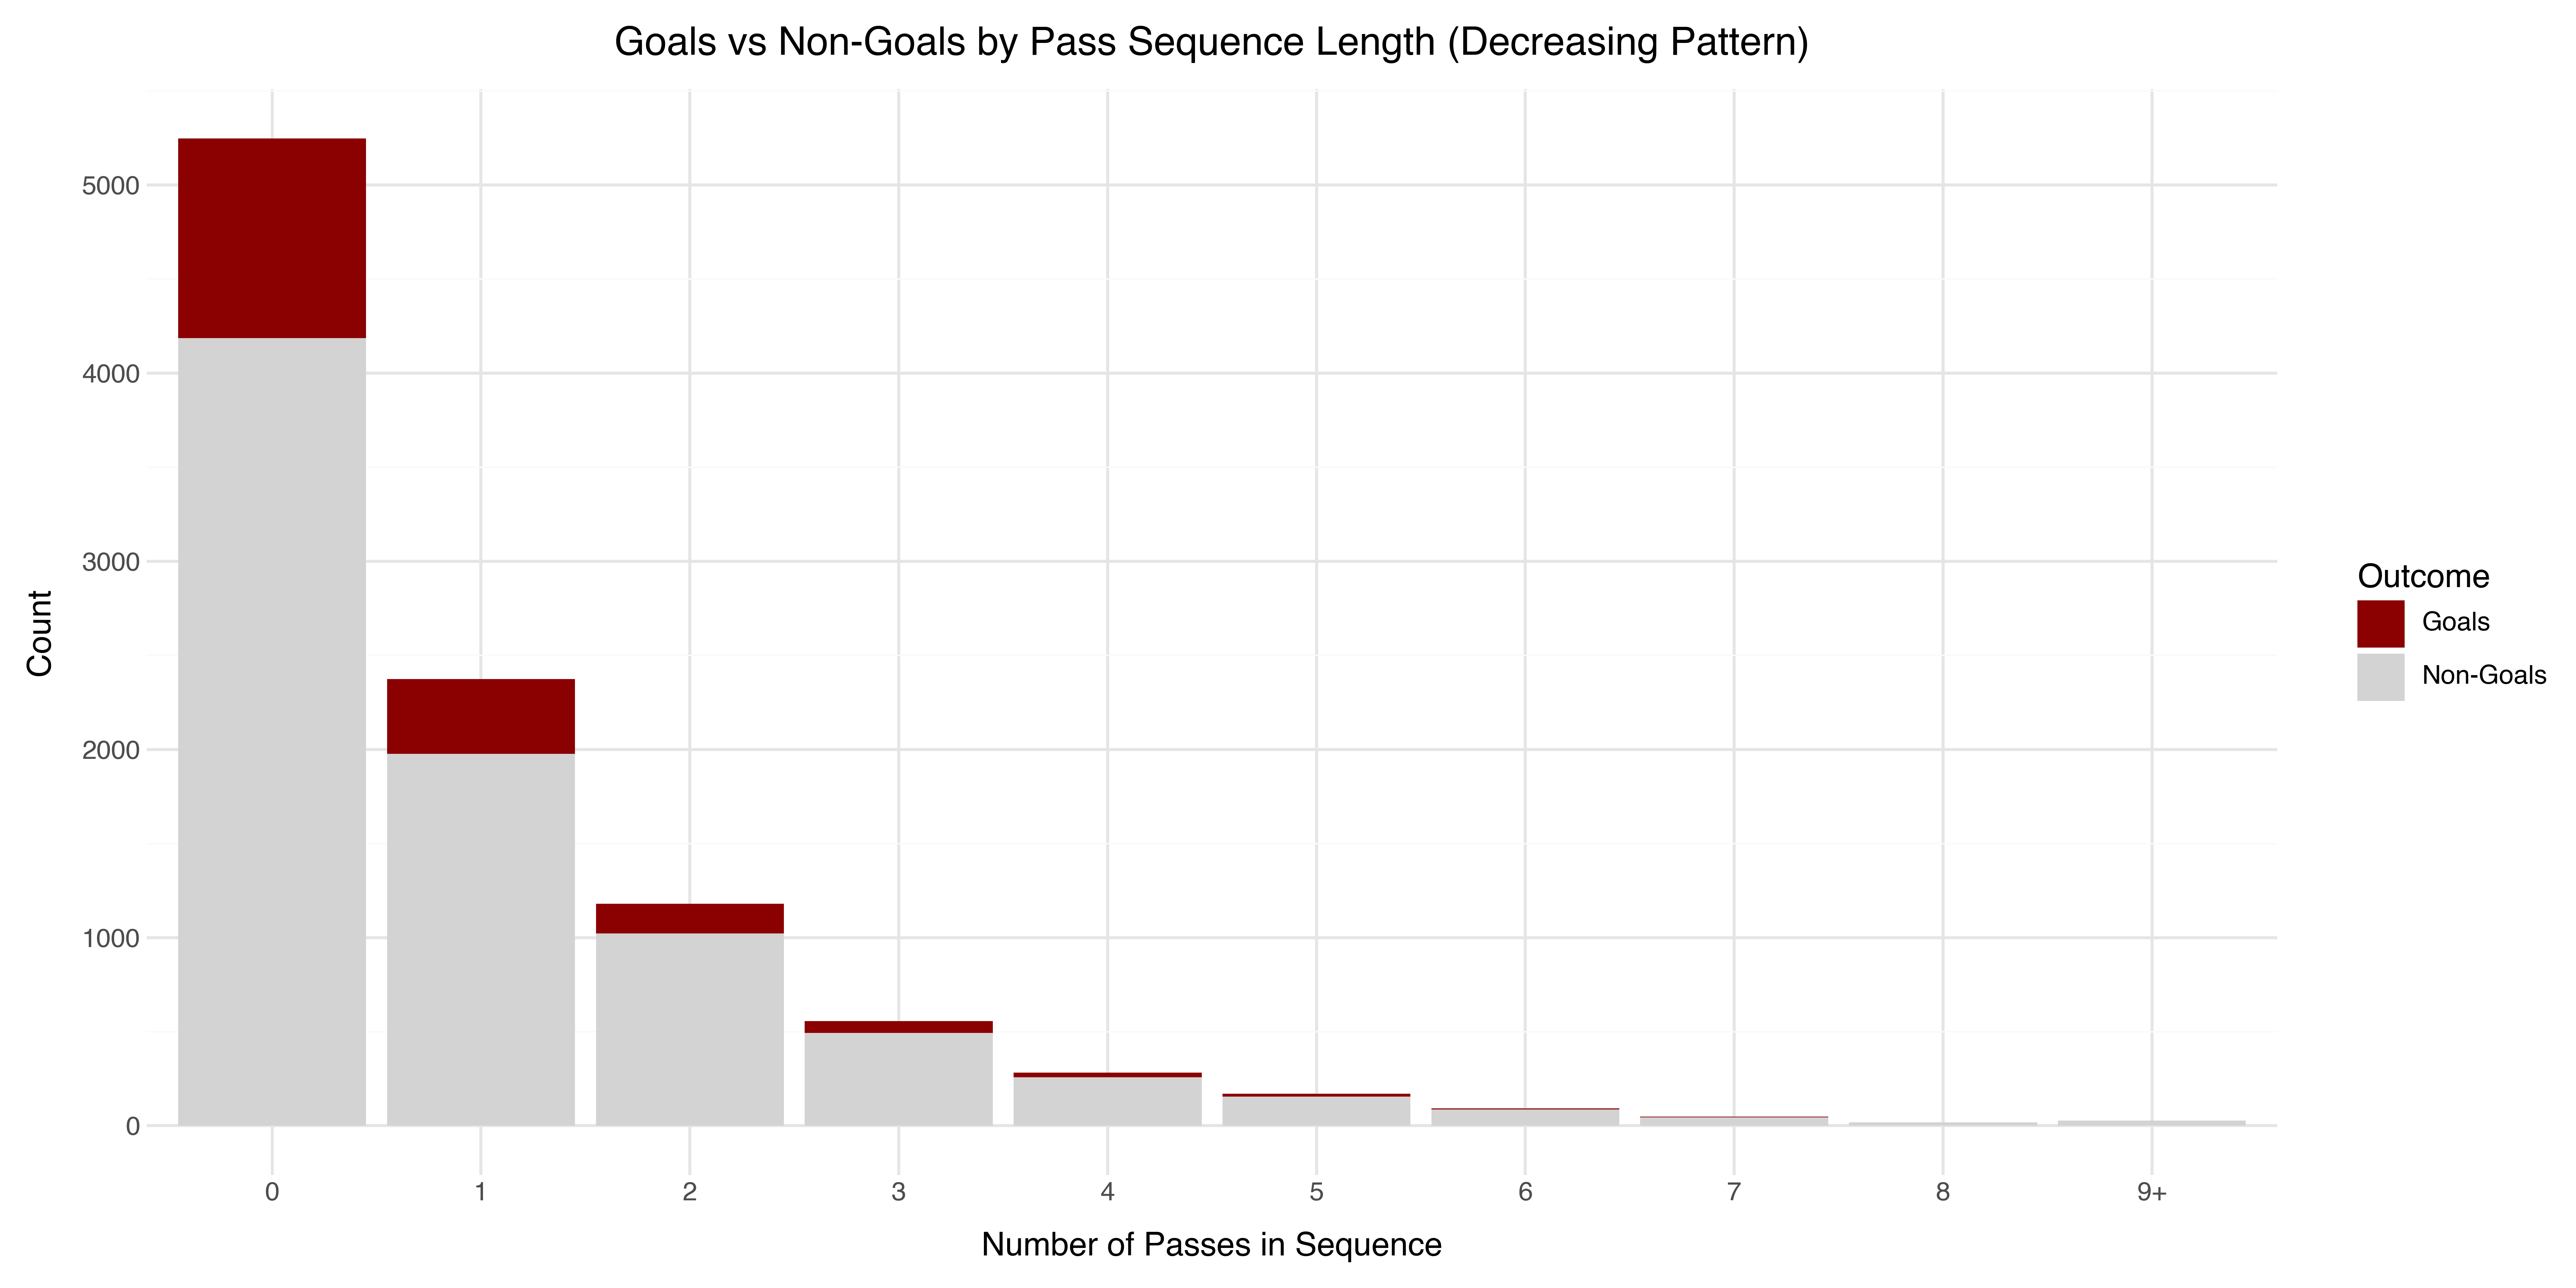 Goals vs Non-Goals by Pass Sequence Length (Decreasing Pattern)
5000
4000
3000
2000
1000
0
Count
0 1 2 3 4 5 6 7 8 9+
Number of Passes in Sequence
Outcome
Goals
Non-Goals